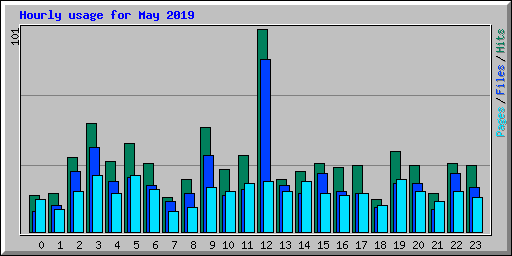 Hourly usage for May 2019
101
Pages / Files / Hits
0 1 2 3 4 5 6 7 8 9 10 11 12 13 14 15 16 17 18 19 20 21 22 23